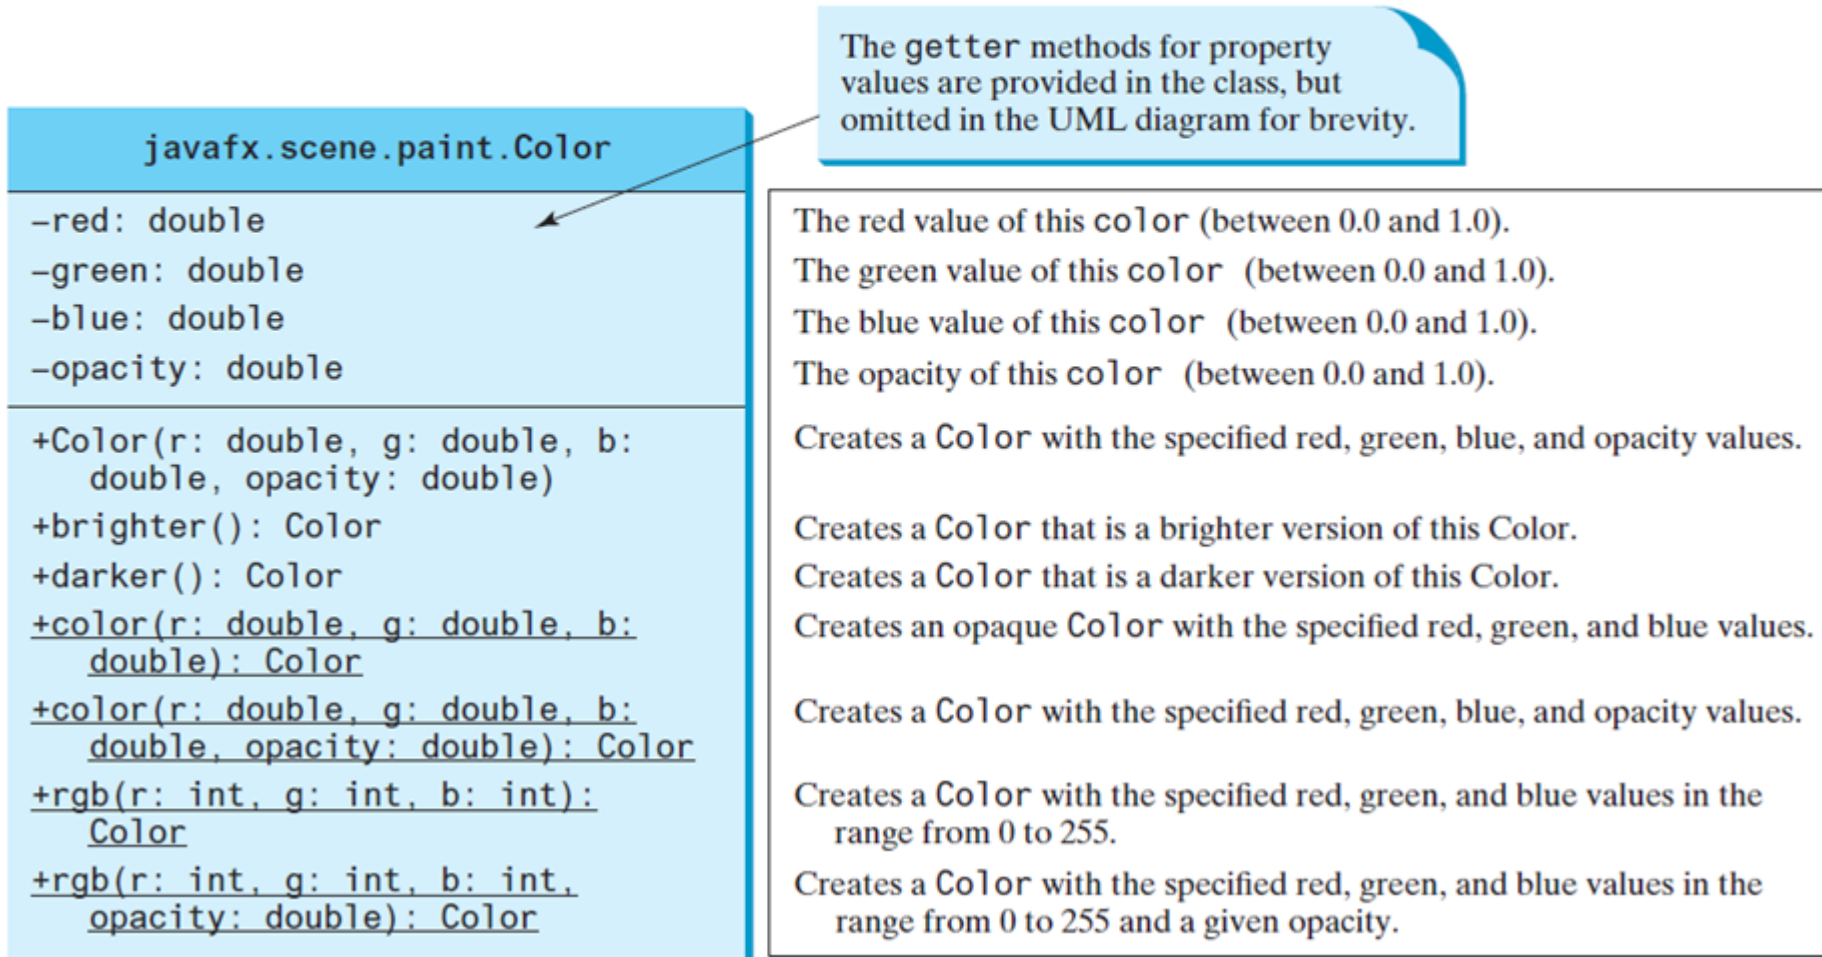 The getter methods for property
values are provided in the class, but
omitted in the UML diagram for brevity.
javafx.scene.paint.Color
–red: double
The red value of this color (between 0.0 and 1.0).
–green: double
The green value of this color (between 0.0 and 1.0).
–blue: double
The blue value of this color (between 0.0 and 1.0).
–opacity: double
The opacity of this color (between 0.0 and 1.0).
+Color(r: double, g: double, b:
double, opacity: double)
Creates a Color with the specified red, green, blue, and opacity values.
+brighter(): Color
Creates a Color that is a brighter version of this Color.
+darker(): Color
Creates a Color that is a darker version of this Color.
+color(r: double, g: double, b:
double): Color
Creates an opaque Color with the specified red, green, and blue values.
+color(r: double, g: double, b:
double, opacity: double): Color
Creates a Color with the specified red, green, blue, and opacity values.
+rgb(r: int, g: int, b: int):
Color
Creates a Color with the specified red, green, and blue values in the
range from 0 to 255.
+rgb(r: int, g: int, b: int,
opacity: double): Color
Creates a Color with the specified red, green, and blue values in the
range from 0 to 255 and a given opacity.